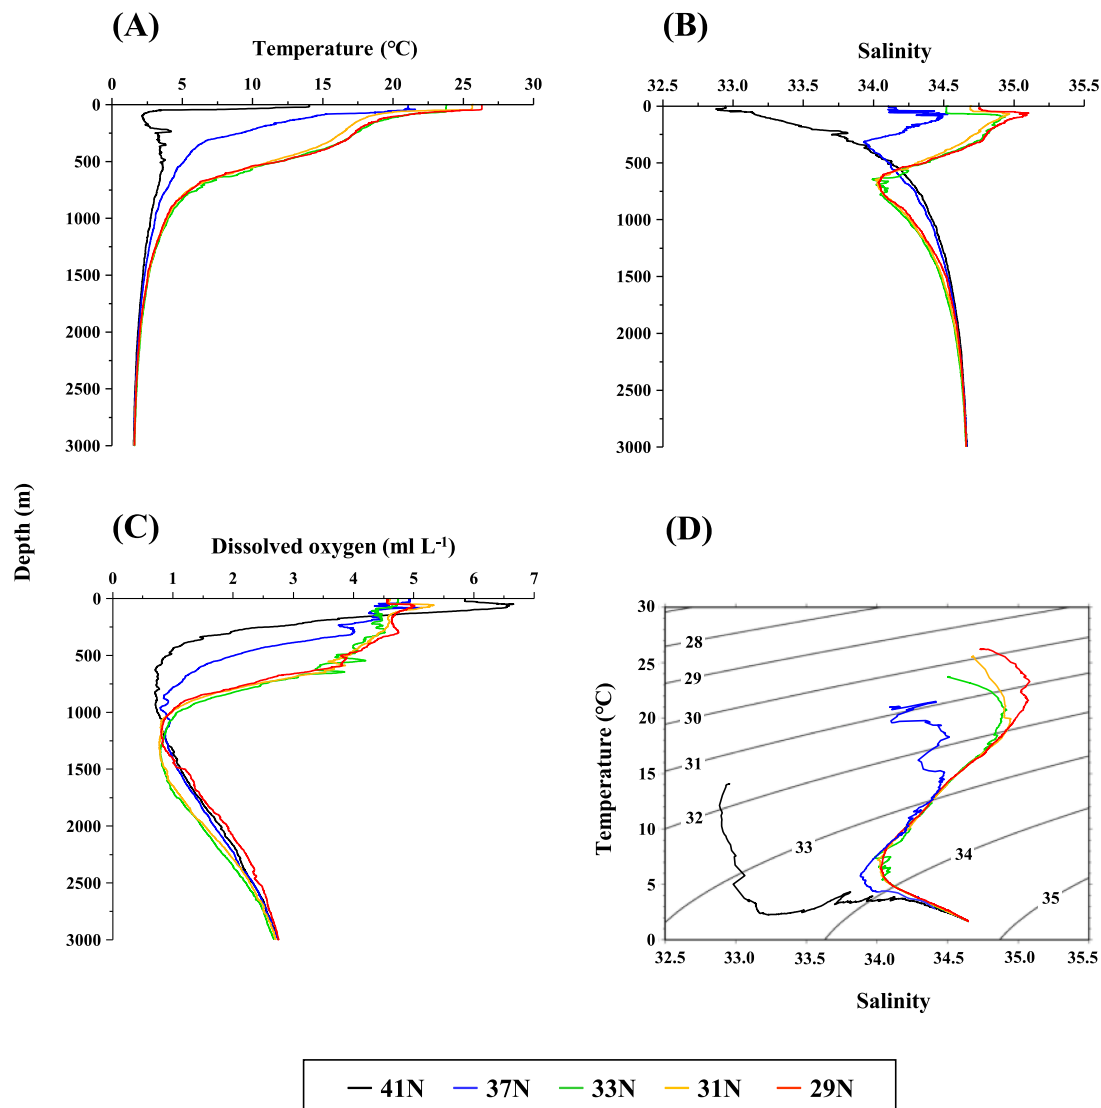 (A)
Temperature (℃)
5 10 15 20 25 30
0
500
1000
1500
2000
2500
3000
(B)
Salinity
32.5 33.0 33.5 34.0 34.5 35.0 35.5
0
500
1000
1500
2000
2500
3000
Depth (m)
(C)
Dissolved oxygen (ml L-1)
0 1 2 3 4 5 6 7
0
500
1000
1500
2000
2500
3000
(D)
Temperature (℃)
30
25
20
15
10
5
0
28
29
30
31
32
33
34
35
32.5 33.0 33.5 34.0 34.5 35.0 35.5
Salinity
41N 37N 33N 31N 29N